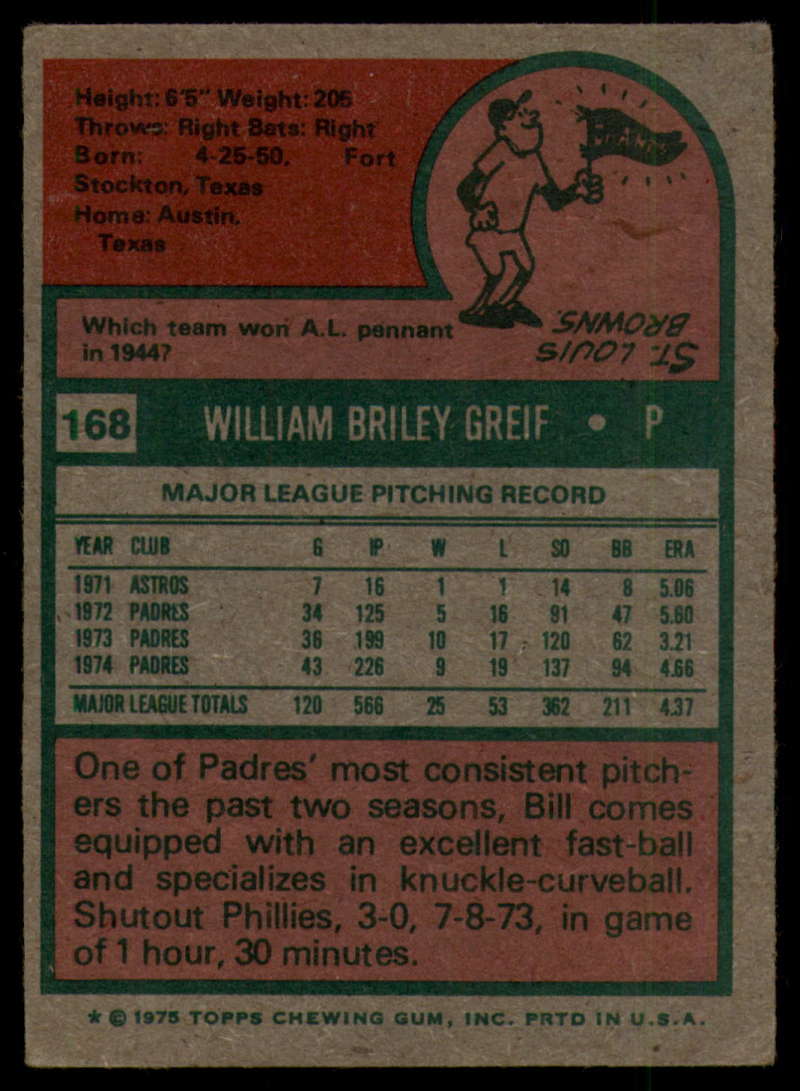 Height: 6'5" Weight: 205
Throws: Right Bats: Right
Born: 4-25-50, Fort
Stockton, Texas
Home: Austin,
Texas
Which team won A.L. pennant
in 1944?
ST. LOUIS
BROWNS.
168 WILLIAM BRILEY GREIF • P
MAJOR LEAGUE PITCHING RECORD
YEAR CLUB G IP W L SO BB ERA
1971 ASTROS 7 16 1 1 14 8 5.06
1972 PADRES 34 125 5 16 91 47 5.60
1973 PADRES 36 199 10 17 120 62 3.21
1974 PADRES 43 226 9 19 137 94 4.66
MAJOR LEAGUE TOTALS 120 566 25 53 362 211 4.37
One of Padres' most consistent pitch-
ers the past two seasons, Bill comes
equipped with an excellent fast-ball
and specializes in knuckle-curveball.
Shutout Phillies, 3-0, 7-8-73, in game
of 1 hour, 30 minutes.
* © 1975 TOPPS CHEWING GUM, INC. PRTD IN U.S.A.